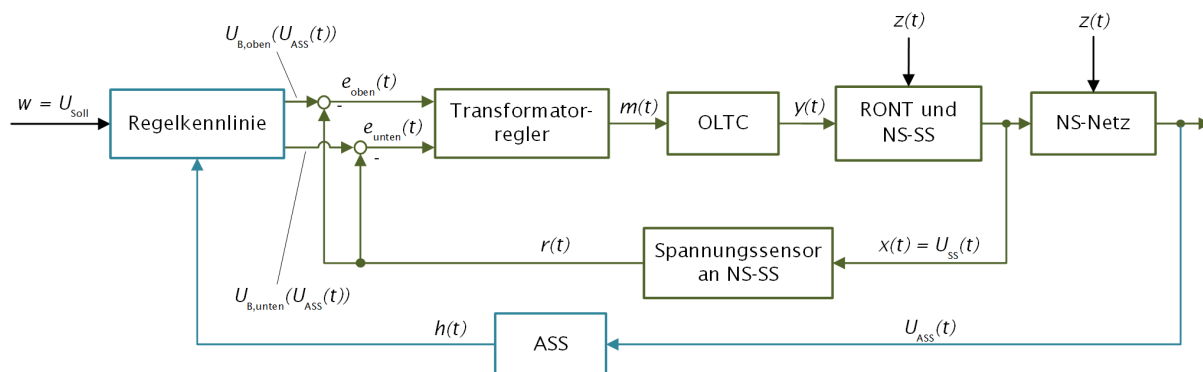 z(t)
z(t)
U_B,oben(U_ASS(t))
e_oben(t)
w = U_Soll
Regelkennlinie
-
e_unten(t)
-
Transformator-
regler
m(t)
OLTC
y(t)
RONT und
NS-SS
NS-Netz
r(t)
Spannungssensor
an NS-SS
x(t) = U_SS(t)
U_B,unten(U_ASS(t))
h(t)
ASS
U_ASS(t)